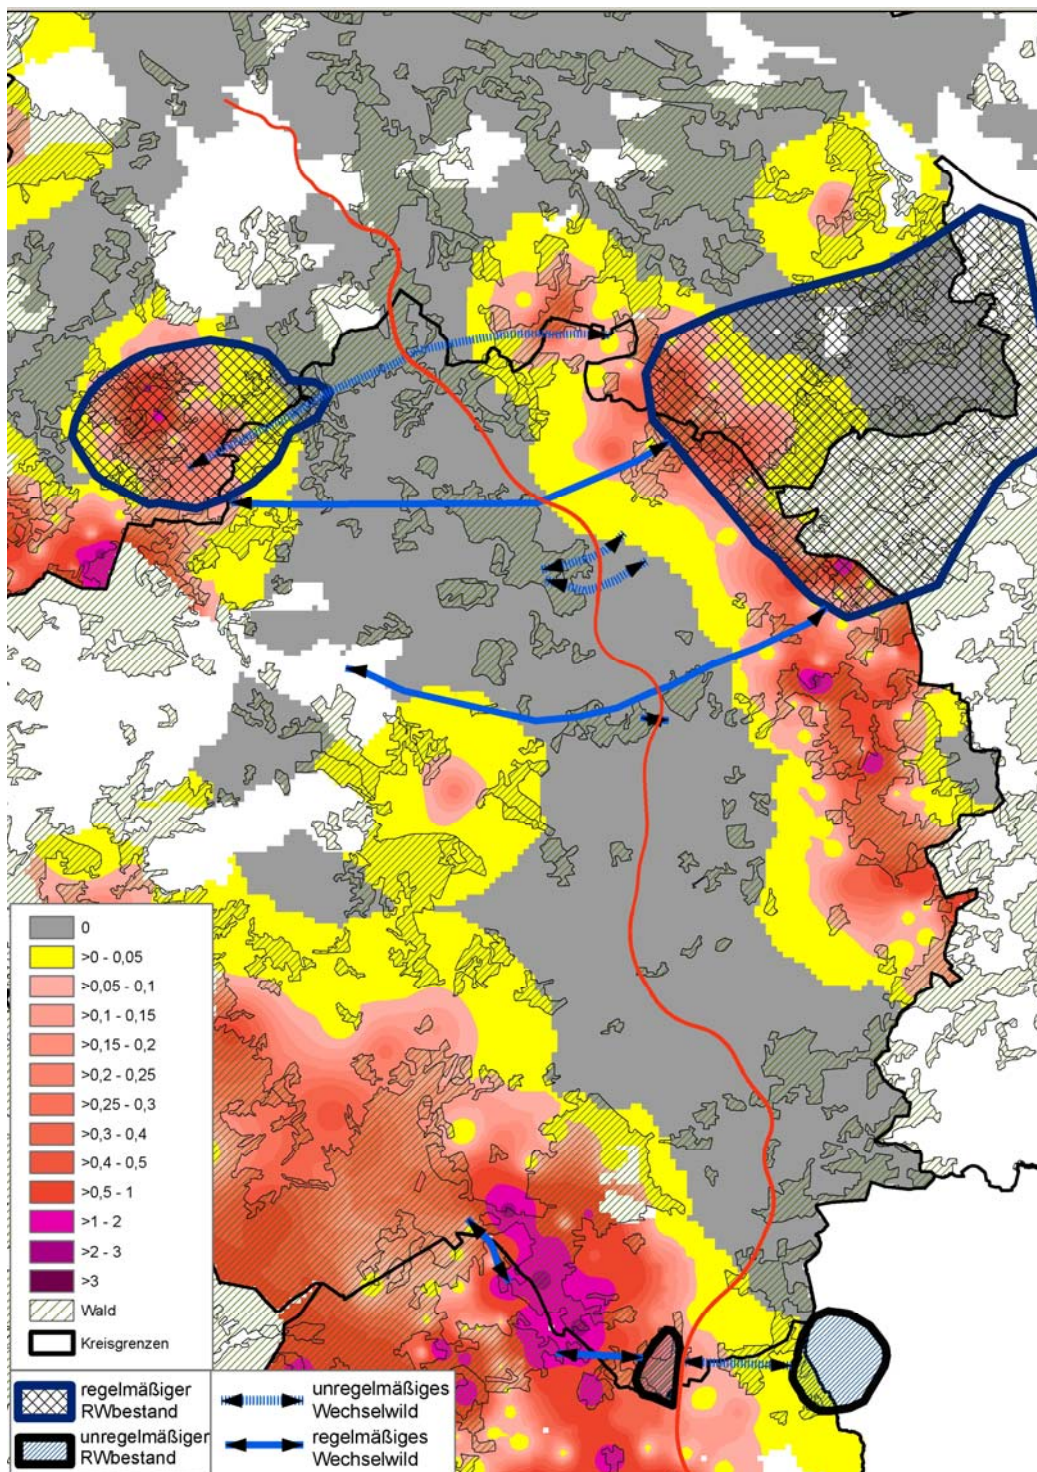 0
>0 - 0,05
>0,05 - 0,1
>0,1 - 0,15
>0,15 - 0,2
>0,2 - 0,25
>0,25 - 0,3
>0,3 - 0,4
>0,4 - 0,5
>0,5 - 1
>1 - 2
>2 - 3
>3
Wald
Kreisgrenzen
regelmäßiger
RWbestand
unregelmäßiger
RWbestand
unregelmäßiges
Wechselwild
regelmäßiges
Wechselwild